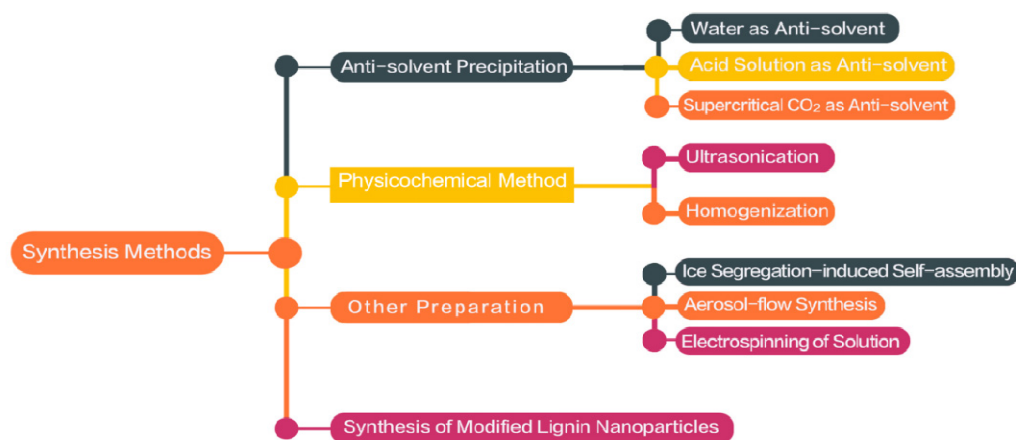 Synthesis Methods
Anti-solvent Precipitation
Water as Anti-solvent
Acid Solution as Anti-solvent
Supercritical CO₂ as Anti-solvent
Physicochemical Method
Ultrasonication
Homogenization
Other Preparation
Ice Segregation-induced Self-assembly
Aerosol-flow Synthesis
Electrospinning of Solution
Synthesis of Modified Lignin Nanoparticles